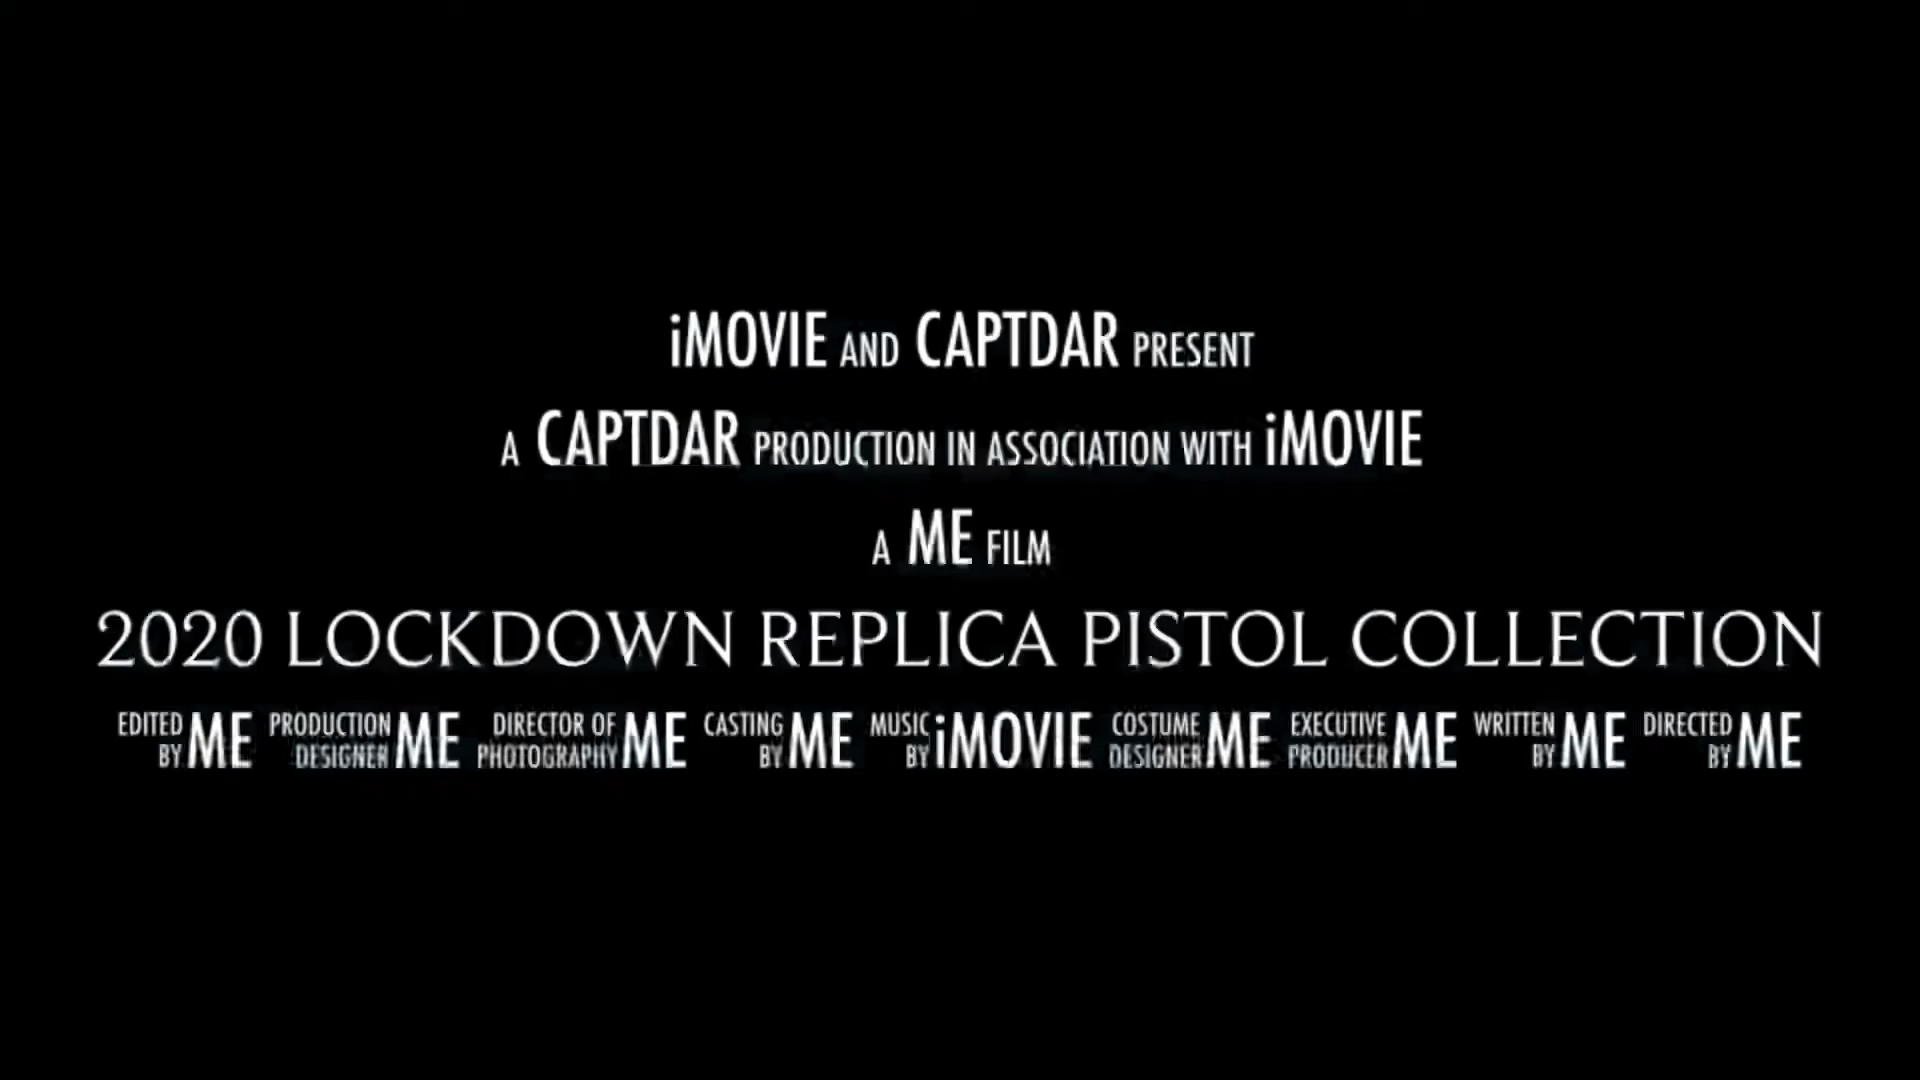 iMOVIE AND CAPTDAR PRESENT
A CAPTDAR PRODUCTION IN ASSOCIATION WITH iMOVIE
A ME FILM
2020 LOCKDOWN REPLICA PISTOL COLLECTION
EDITED BY ME PRODUCTION DESIGNER ME DIRECTOR OF PHOTOGRAPHY ME CASTING BY ME MUSIC BY iMOVIE COSTUME DESIGNER ME EXECUTIVE PRODUCER ME WRITTEN BY ME DIRECTED BY ME